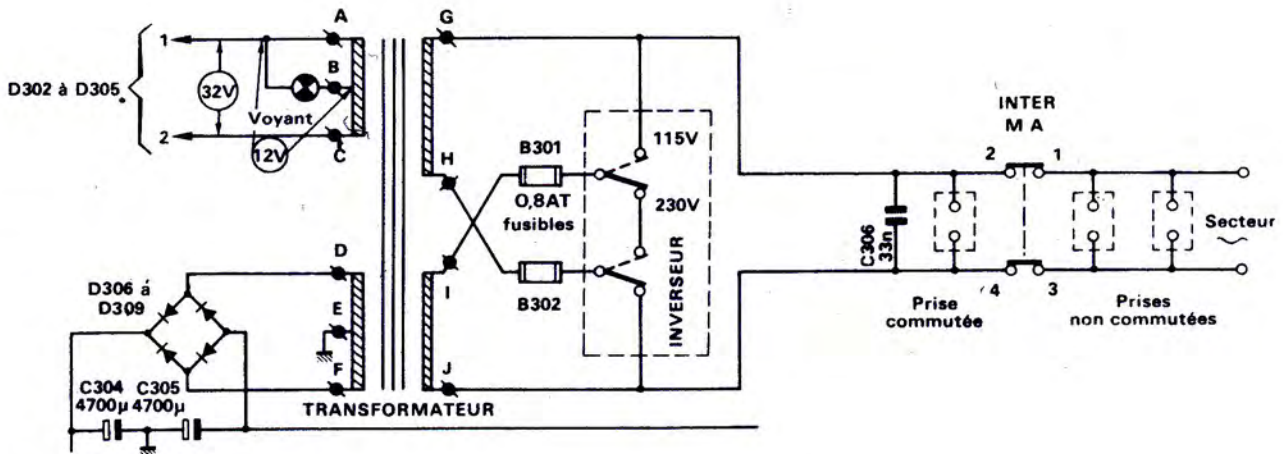 D302 à D305.
1
2
32V
Voyant
12V
A
B
C
D
E
F
D306 á
D309
C304
4700µ
C305
4700µ
TRANSFORMATEUR
G
H
I
J
B301
0,8AT
fusibles
B302
115V
230V
INVERSEUR
C306
33n
Prise
commutée
INTER
M A
2
1
4
3
Prises
non commutées
Secteur
~